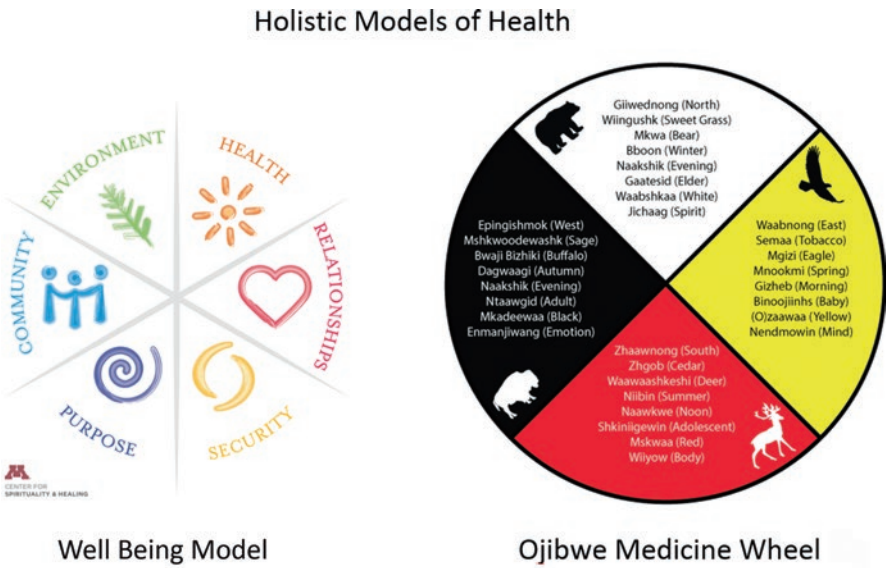 Holistic Models of Health
ENVIRONMENT
HEALTH
RELATIONSHIPS
SECURITY
PURPOSE
COMMUNITY
M
CENTER FOR
SPIRITUALITY & HEALING
Well Being Model
Giiwednong (North)
Wiingushk (Sweet Grass)
Mkwa (Bear)
Bboon (Winter)
Naakshik (Evening)
Gaatesid (Elder)
Waabshkaa (White)
Jichaag (Spirit)
Waabnong (East)
Semaa (Tobacco)
Mgizi (Eagle)
Mnookmi (Spring)
Gizheb (Morning)
Binoojiinhs (Baby)
(O)zaawaa (Yellow)
Nendmowin (Mind)
Zhaawnong (South)
Zhgob (Cedar)
Waawaashkeshi (Deer)
Niibin (Summer)
Naawkwe (Noon)
Shkiniigewin (Adolescent)
Mskwaa (Red)
Wiiyow (Body)
Epingishmok (West)
Mshkwoodewashk (Sage)
Bwaji Bizhiki (Buffalo)
Dagwaagi (Autumn)
Naakshik (Evening)
Ntaawgid (Adult)
Mkadeewaa (Black)
Enmanjiwang (Emotion)
Ojibwe Medicine Wheel